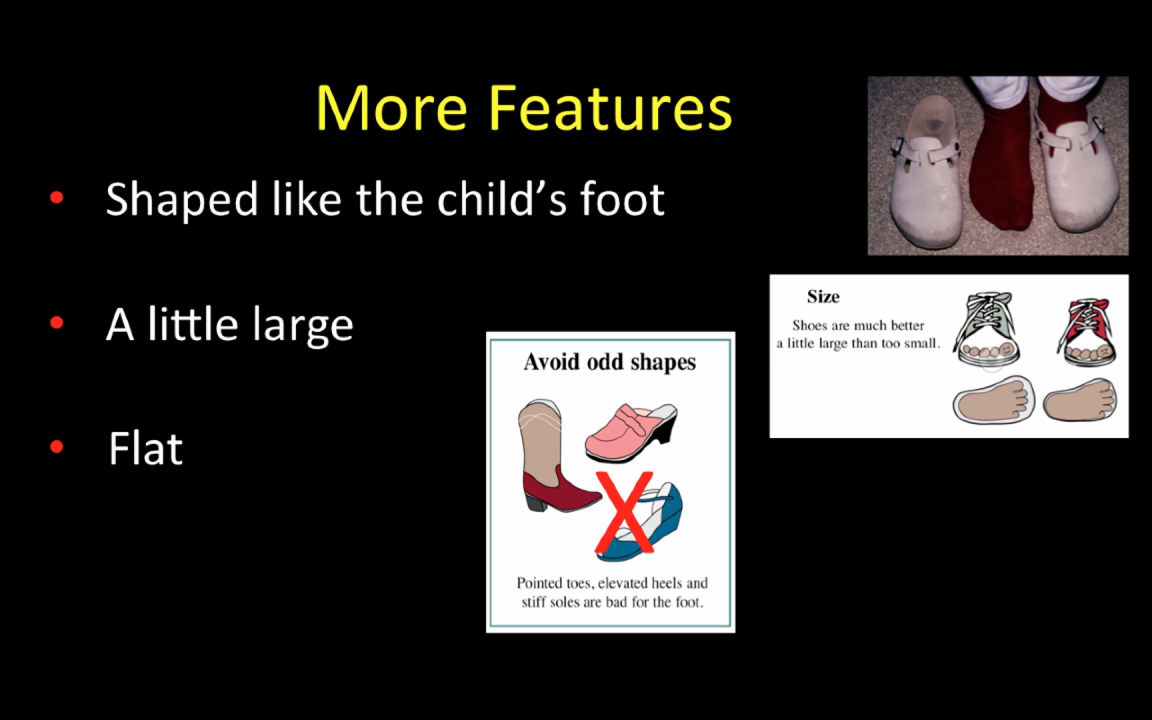 More Features
• Shaped like the child’s foot
• A little large
• Flat
Avoid odd shapes
Pointed toes, elevated heels and
stiff soles are bad for the foot.
Size
Shoes are much better
a little large than too small.